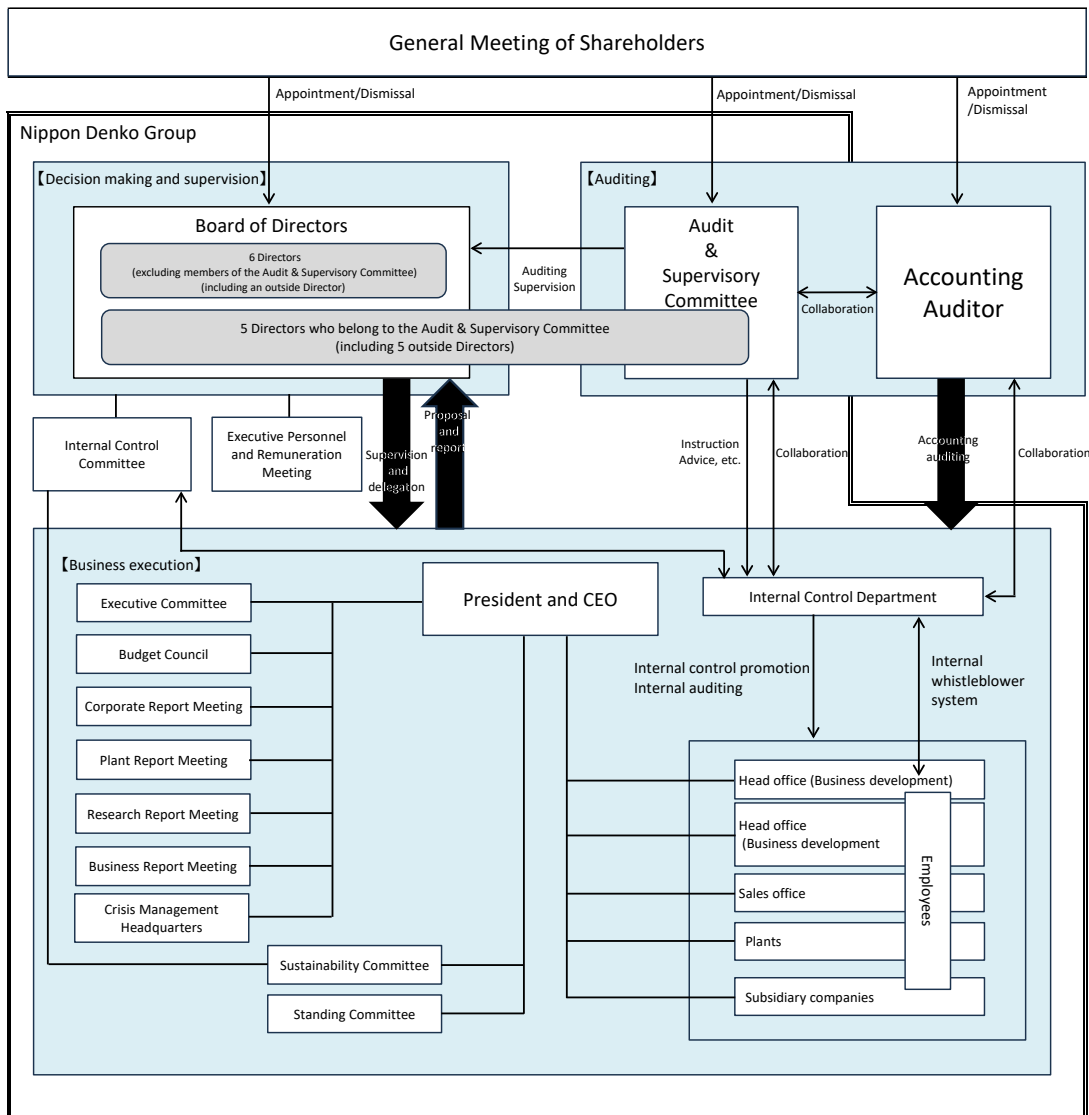 General Meeting of Shareholders
Appointment/Dismissal
Appointment/Dismissal
Appointment
/Dismissal
Nippon Denko Group
【Decision making and supervision】
【Auditing】
Board of Directors
6 Directors
(excluding members of the Audit & Supervisory Committee)
(including an outside Director)
Auditing
Supervision
Audit
&
Supervisory
Committee
Collaboration
Accounting
Auditor
5 Directors who belong to the Audit & Supervisory Committee
(including 5 outside Directors)
Internal Control
Committee
Executive Personnel
and Remuneration
Meeting
Supervision
and
delegation
Proposal
and
report
Instruction
Advice, etc.
Collaboration
Accounting
auditing
Collaboration
【Business execution】
Executive Committee
Budget Council
Corporate Report Meeting
Plant Report Meeting
Research Report Meeting
Business Report Meeting
Crisis Management
Headquarters
Sustainability Committee
Standing Committee
President and CEO
Internal Control Department
Internal control promotion
Internal auditing
Internal
whistleblower
system
Head office (Business development)
Head office
(Business development
Sales office
Plants
Subsidiary companies
Employees